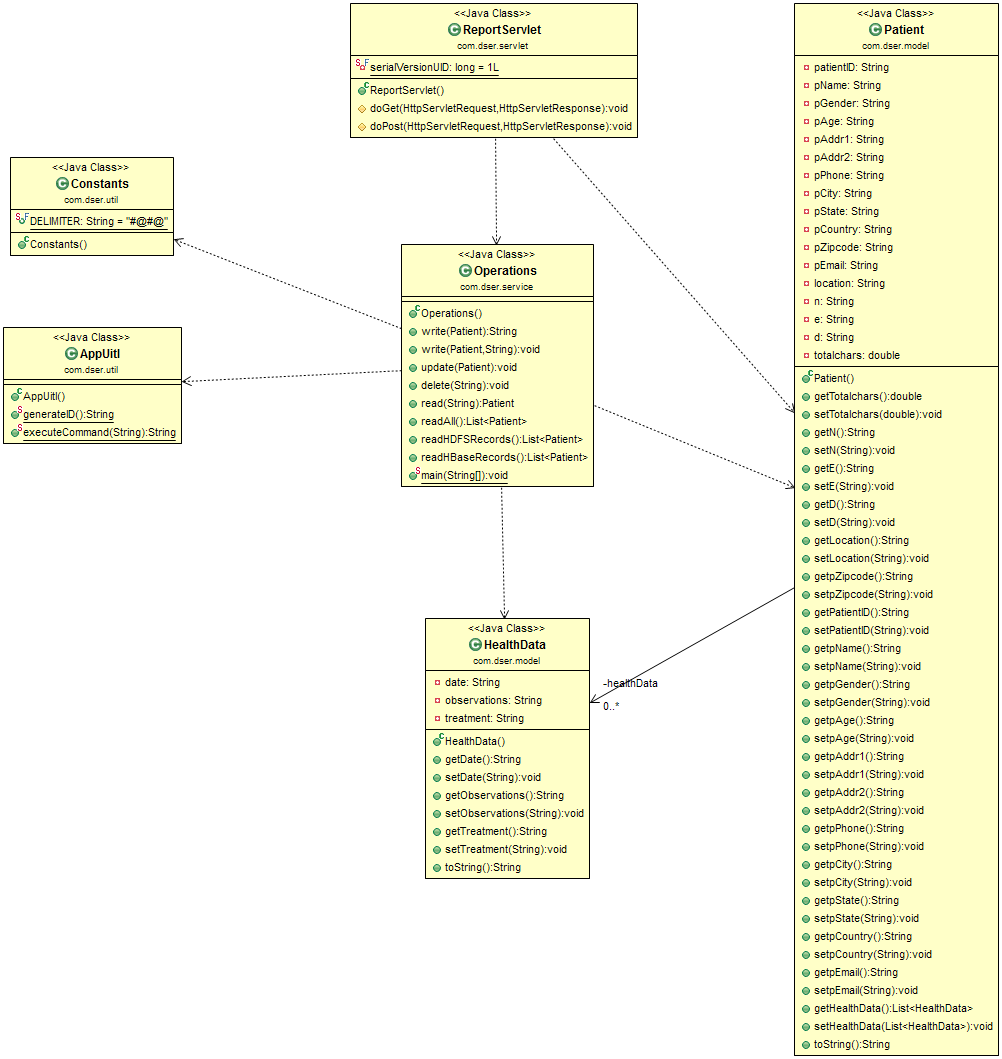 <<Java Class>>
ReportServlet
com.dser.servlet
serialVersionUID: long = 1L
ReportServlet()
doGet(HttpServletRequest,HttpServletResponse):void
doPost(HttpServletRequest,HttpServletResponse):void
<<Java Class>>
Constants
com.dser.util
DELIMITER: String = "#@#@"
Constants()
<<Java Class>>
AppUitl
com.dser.util
AppUitl()
generateID():String
executeCommand(String):String
<<Java Class>>
Operations
com.dser.service
Operations()
write(Patient):String
write(Patient,String):void
update(Patient):void
delete(String):void
read(String):Patient
readAll():List<Patient>
readHDFSRecords():List<Patient>
readHBaseRecords():List<Patient>
main(String[]):void
<<Java Class>>
HealthData
com.dser.model
date: String
observations: String
treatment: String
HealthData()
getDate():String
setDate(String):void
getObservations():String
setObservations(String):void
getTreatment():String
setTreatment(String):void
toString():String
-healthData
0..*
<<Java Class>>
Patient
com.dser.model
patientID: String
pName: String
pGender: String
pAge: String
pAddr1: String
pAddr2: String
pPhone: String
pCity: String
pState: String
pCountry: String
pZipcode: String
pEmail: String
location: String
n: String
e: String
d: String
totalchars: double
Patient()
getTotalchars():double
setTotalchars(double):void
getN():String
setN(String):void
getE():String
setE(String):void
getD():String
setD(String):void
getLocation():String
setLocation(String):void
getpZipcode():String
setpZipcode(String):void
getPatientID():String
setPatientID(String):void
getpName():String
setpName(String):void
getpGender():String
setpGender(String):void
getpAge():String
setpAge(String):void
getpAddr1():String
setpAddr1(String):void
getpAddr2():String
setpAddr2(String):void
getpPhone():String
setpPhone(String):void
getpCity():String
setpCity(String):void
getpState():String
setpState(String):void
getpCountry():String
setpCountry(String):void
getpEmail():String
setpEmail(String):void
getHealthData():List<HealthData>
setHealthData(List<HealthData>):void
toString():String